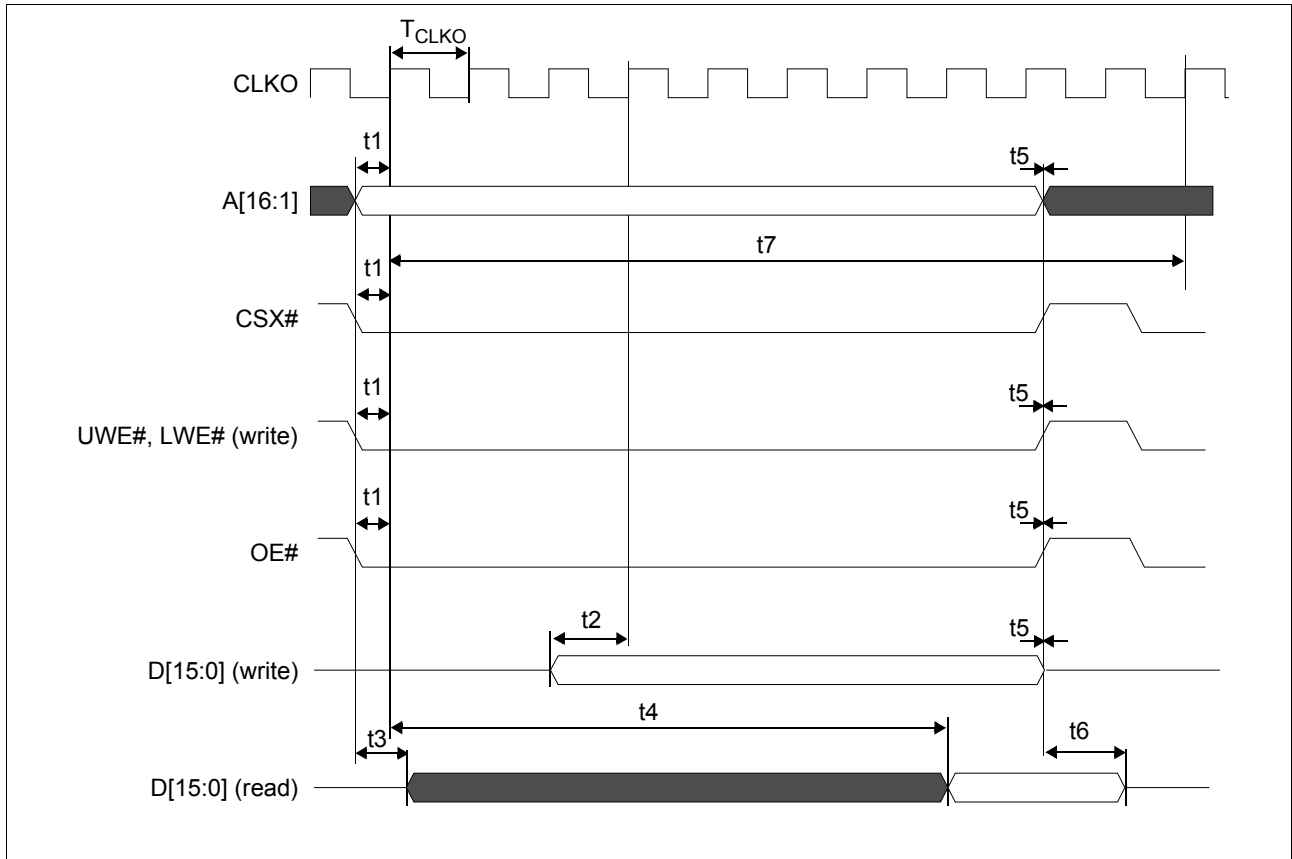 TCLKO
CLKO
t1
t5
A[16:1]
t7
t1
CSX#
t1
t5
UWE#, LWE# (write)
t1
t5
OE#
t2
t5
D[15:0] (write)
t4
t3
t6
D[15:0] (read)